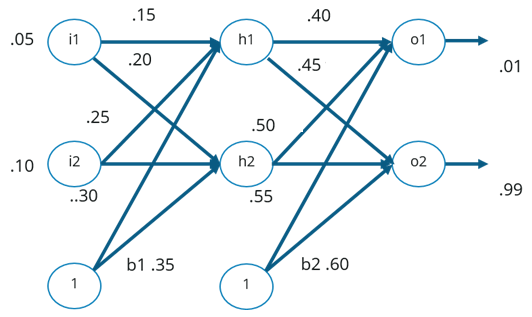 .15
.40
.05
i1
h1
o1
.20
.45
.01
.25
.50
.10
i2
h2
o2
..30
.55
.99
1
b1 .35
1
b2 .60